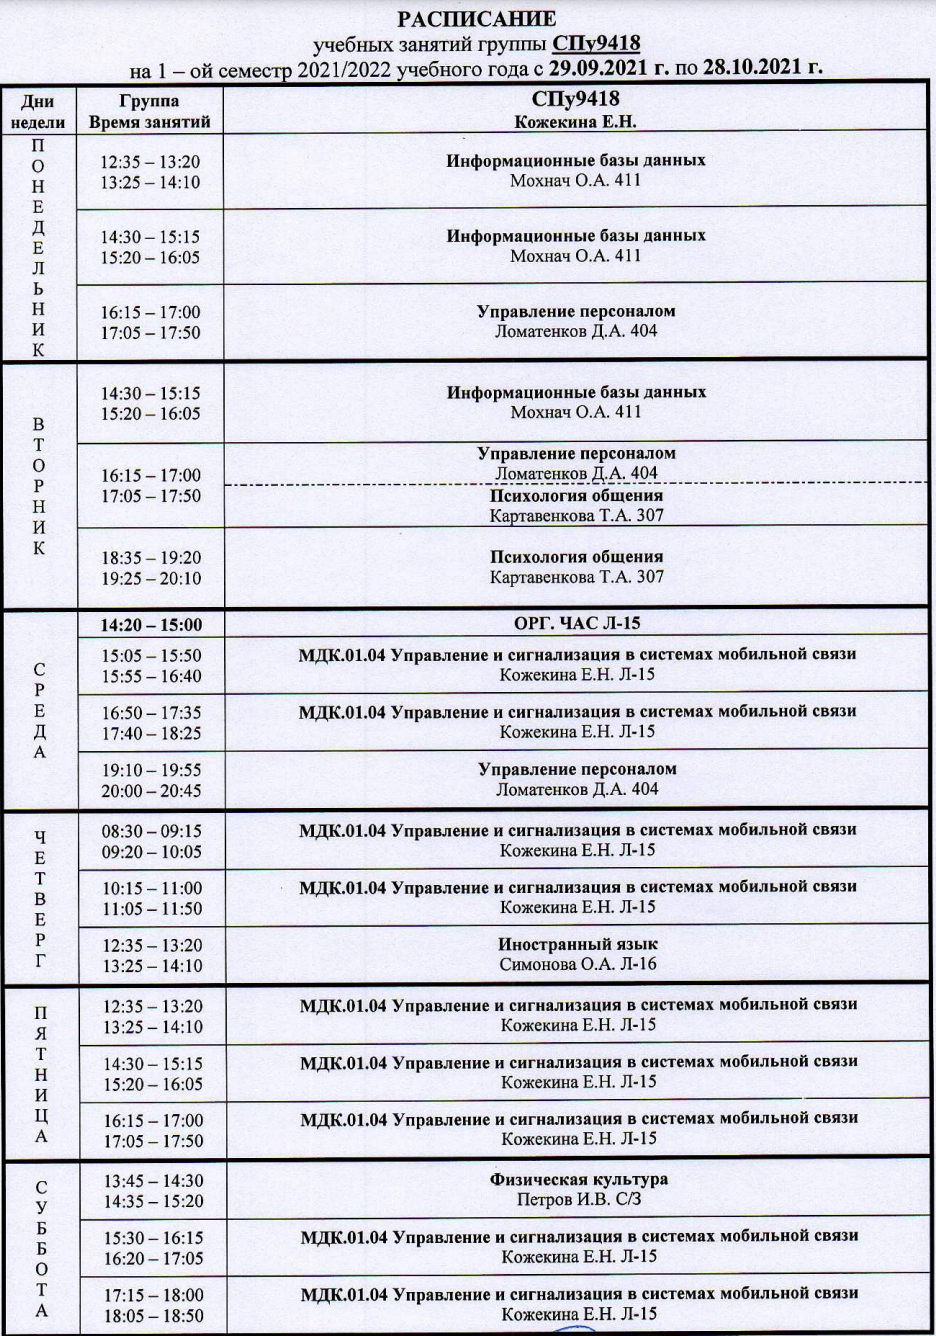 РАСПИСАНИЕ
учебных занятий группы СПу9418
на 1 – ой семестр 2021/2022 учебного года с 29.09.2021 г. по 28.10.2021 г.
Дни недели
Группа
Время занятий
СПу9418
Кожекина Е.Н.
ПОНЕДЕЛЬНИК
12:35 – 13:20
13:25 – 14:10
Информационные базы данных
Мохнач О.А. 411
14:30 – 15:15
15:20 – 16:05
Информационные базы данных
Мохнач О.А. 411
16:15 – 17:00
17:05 – 17:50
Управление персоналом
Ломатенков Д.А. 404
ВТОРНИК
14:30 – 15:15
15:20 – 16:05
Информационные базы данных
Мохнач О.А. 411
16:15 – 17:00
17:05 – 17:50
Управление персоналом
Ломатенков Д.А. 404
Психология общения
Картавенкова Т.А. 307
18:35 – 19:20
19:25 – 20:10
Психология общения
Картавенкова Т.А. 307
СРЕДА
14:20 – 15:00
ОРГ. ЧАС Л-15
15:05 – 15:50
15:55 – 16:40
МДК.01.04 Управление и сигнализация в системах мобильной связи
Кожекина Е.Н. Л-15
16:50 – 17:35
17:40 – 18:25
МДК.01.04 Управление и сигнализация в системах мобильной связи
Кожекина Е.Н. Л-15
19:10 – 19:55
20:00 – 20:45
Управление персоналом
Ломатенков Д.А. 404
ЧЕТВЕРГ
08:30 – 09:15
09:20 – 10:05
МДК.01.04 Управление и сигнализация в системах мобильной связи
Кожекина Е.Н. Л-15
10:15 – 11:00
11:05 – 11:50
МДК.01.04 Управление и сигнализация в системах мобильной связи
Кожекина Е.Н. Л-15
12:35 – 13:20
13:25 – 14:10
Иностранный язык
Симонова О.А. Л-16
ПЯТНИЦА
12:35 – 13:20
13:25 – 14:10
МДК.01.04 Управление и сигнализация в системах мобильной связи
Кожекина Е.Н. Л-15
14:30 – 15:15
15:20 – 16:05
МДК.01.04 Управление и сигнализация в системах мобильной связи
Кожекина Е.Н. Л-15
16:15 – 17:00
17:05 – 17:50
МДК.01.04 Управление и сигнализация в системах мобильной связи
Кожекина Е.Н. Л-15
СУББОТА
13:45 – 14:30
14:35 – 15:20
Физическая культура
Петров И.В. С/З
15:30 – 16:15
16:20 – 17:05
МДК.01.04 Управление и сигнализация в системах мобильной связи
Кожекина Е.Н. Л-15
17:15 – 18:00
18:05 – 18:50
МДК.01.04 Управление и сигнализация в системах мобильной связи
Кожекина Е.Н. Л-15